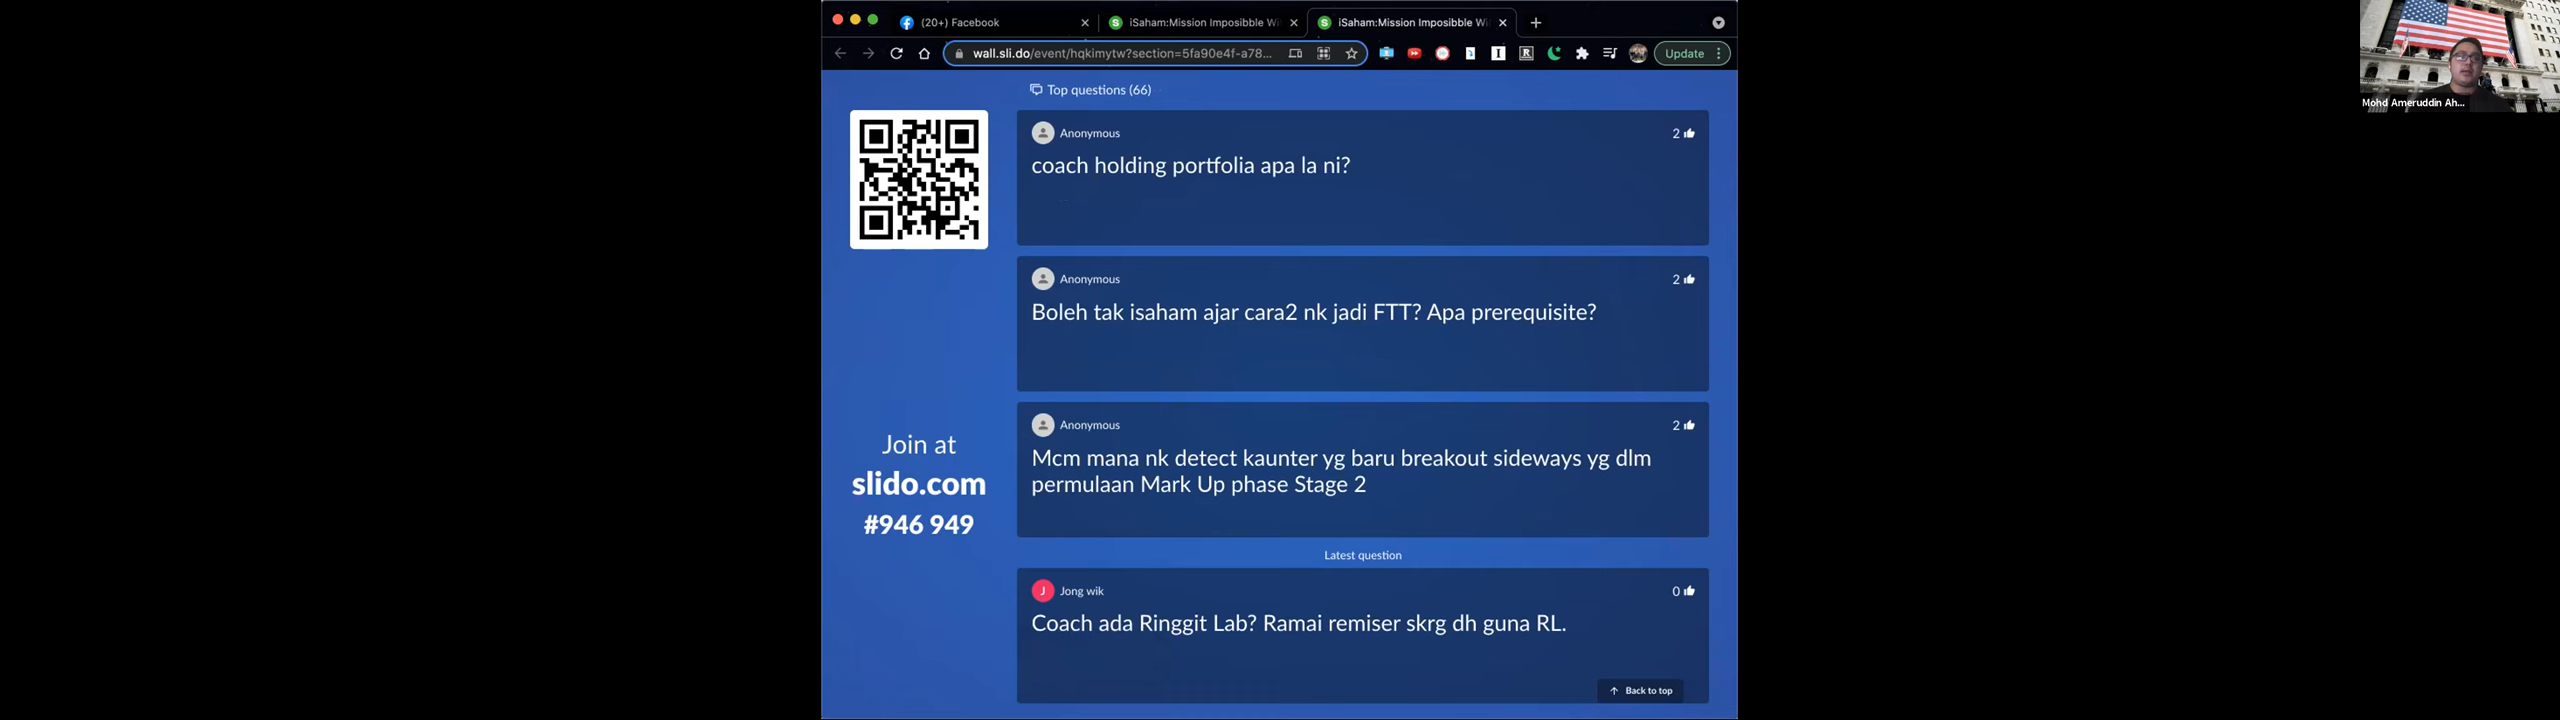 (20+) Facebook
iSaham:Mission Imposibble Wi
iSaham:Mission Imposibble Wi
wall.sli.do/event/hqkimytw?section=5fa90e4f-a78...
Update
Top questions (66)
Anonymous
2
coach holding portfolia apa la ni?
Anonymous
2
Boleh tak isaham ajar cara2 nk jadi FTT? Apa prerequisite?
Anonymous
2
Mcm mana nk detect kaunter yg baru breakout sideways yg dlm
permulaan Mark Up phase Stage 2
Join at
slido.com
#946 949
Latest question
J
Jong wik
0
Coach ada Ringgit Lab? Ramai remiser skrg dh guna RL.
Back to top
Mohd Ameruddin Ah...